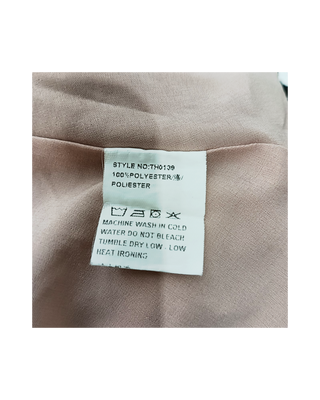 STYLE NO:TH0139
100%POLYESTER/涤/
POLIESTER
MACHINE WASH IN COLD
WATER DO NOT BLEACH
TUMBLE DRY LOW . LOW
HEAT IRONING